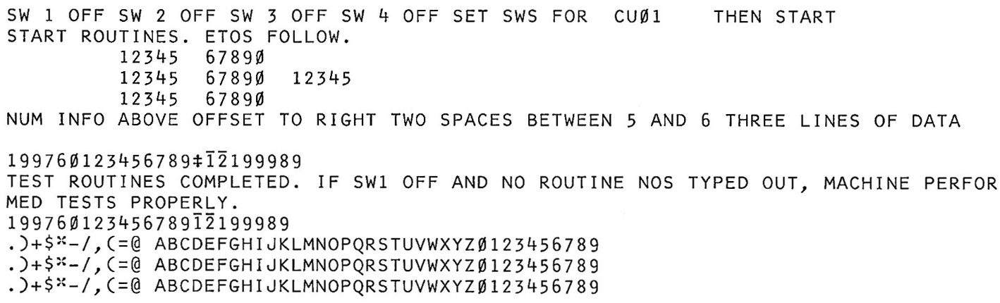 SW 1 OFF SW 2 OFF SW 3 OFF SW 4 OFF SET SWS FOR  CUØ1    THEN START
START ROUTINES. ETOS FOLLOW.
12345  6789Ø
12345  6789Ø  12345
12345  6789Ø
NUM INFO ABOVE OFFSET TO RIGHT TWO SPACES BETWEEN 5 AND 6 THREE LINES OF DATA
19976Ø123456789‡1̅2̅199989
TEST ROUTINES COMPLETED. IF SW1 OFF AND NO ROUTINE NOS TYPED OUT, MACHINE PERFOR
MED TESTS PROPERLY.
19976Ø1234567891̅2̅199989
.)+$*-/,(=@ ABCDEFGHIJKLMNOPQRSTUVWXYZØ123456789
.)+$*-/,(=@ ABCDEFGHIJKLMNOPQRSTUVWXYZØ123456789
.)+$*-/,(=@ ABCDEFGHIJKLMNOPQRSTUVWXYZØ123456789